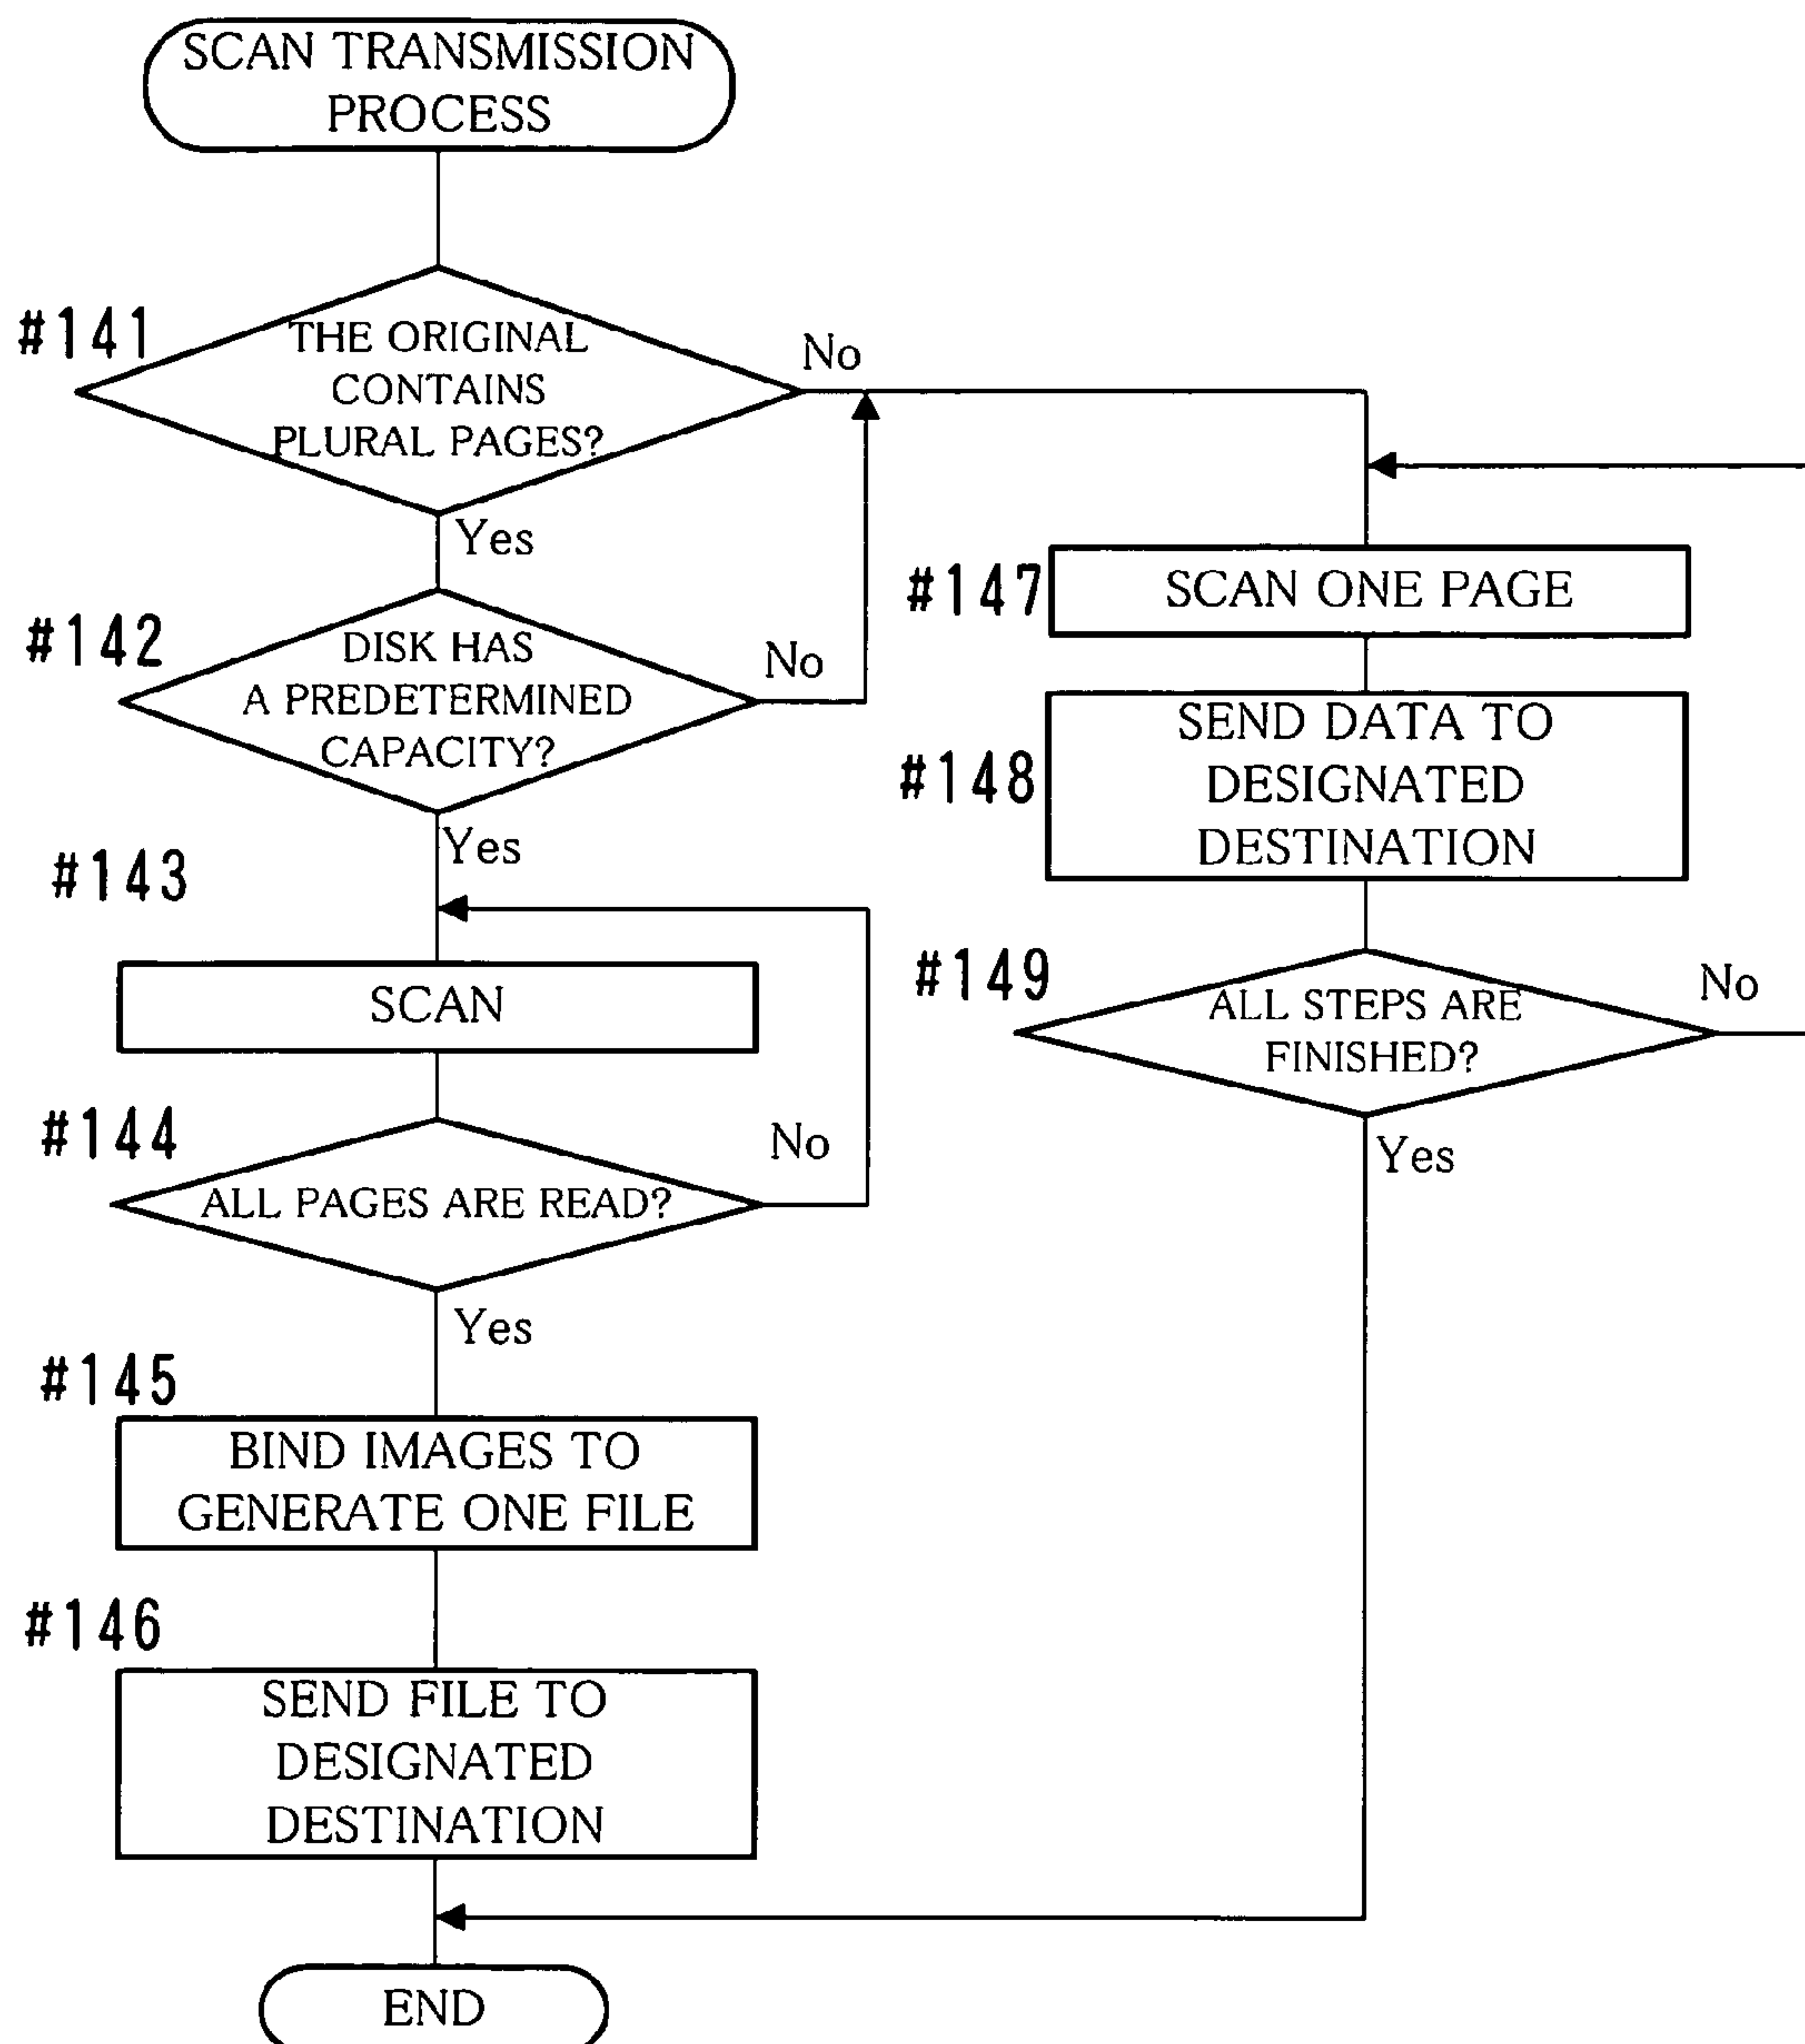 SCAN TRANSMISSION
PROCESS
#141
THE ORIGINAL
CONTAINS
PLURAL PAGES?
No
Yes
#142
DISK HAS
A PREDETERMINED
CAPACITY?
No
Yes
#143
SCAN
#144
ALL PAGES ARE READ?
No
Yes
#145
BIND IMAGES TO
GENERATE ONE FILE
#146
SEND FILE TO
DESIGNATED
DESTINATION
#147
SCAN ONE PAGE
#148
SEND DATA TO
DESIGNATED
DESTINATION
#149
ALL STEPS ARE
FINISHED?
No
Yes
END